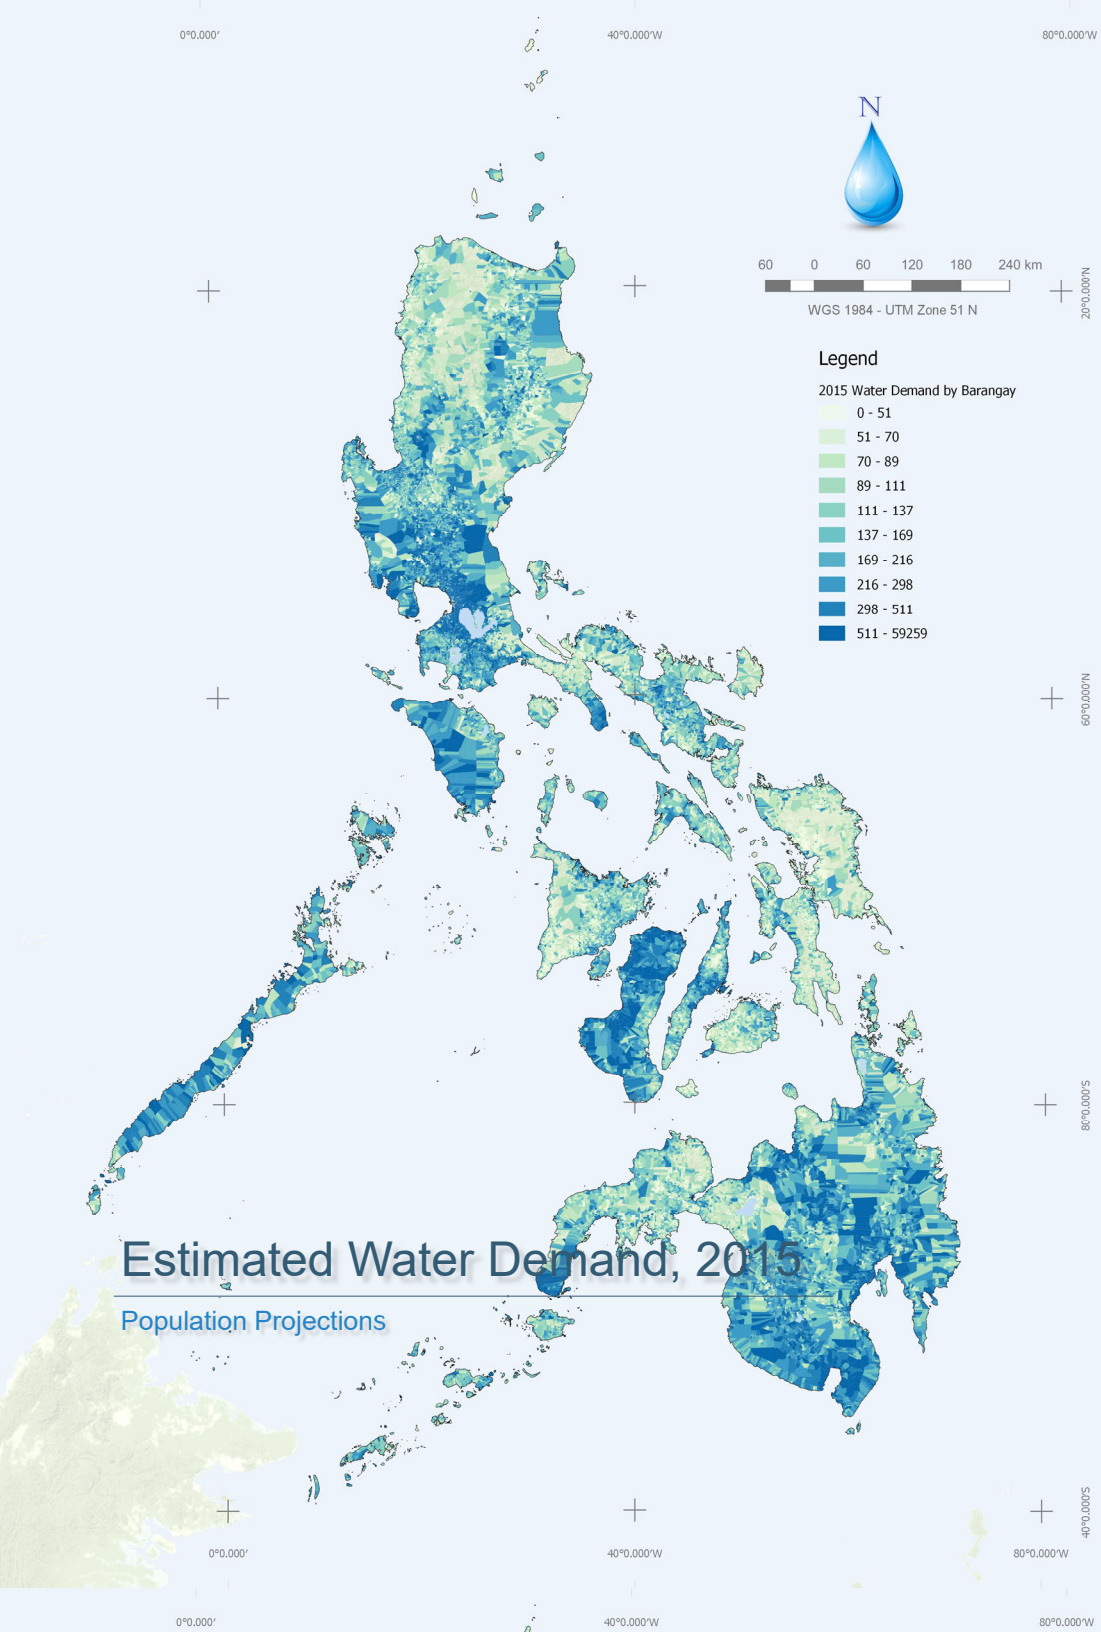 0°0.000′ 40°0.000′W 80°0.000′W
N
60 0 60 120 180 240 km
WGS 1984 - UTM Zone 51 N
20°0.000′N
Legend
2015 Water Demand by Barangay
0 - 51
51 - 70
70 - 89
89 - 111
111 - 137
137 - 169
169 - 216
216 - 298
298 - 511
511 - 59259
60°0.000′N
80°0.000′S
Estimated Water Demand, 2015
Population Projections
40°0.000′S
0°0.000′ 40°0.000′W 80°0.000′W
0°0.000′ 40°0.000′W 80°0.000′W